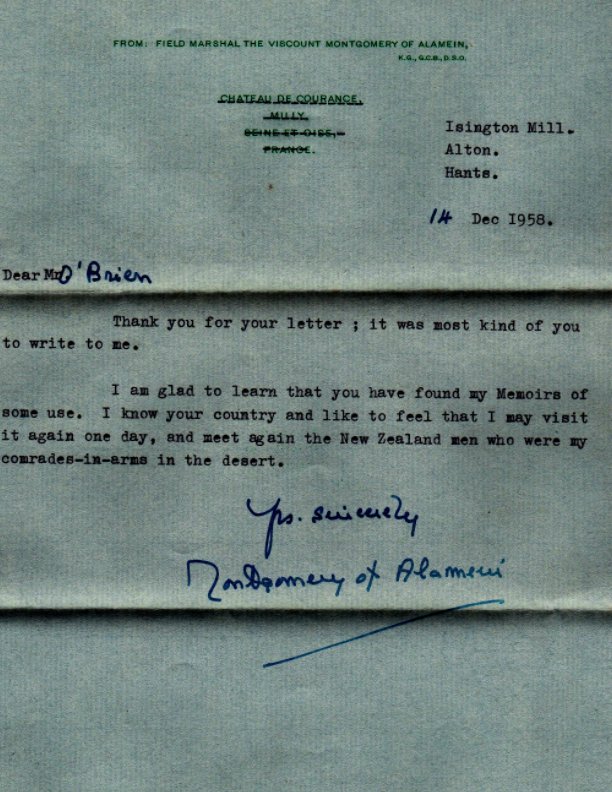 FROM: FIELD MARSHAL THE VISCOUNT MONTGOMERY OF ALAMEIN,
K.G., G.C.B., D.S.O.
CHATEAU DE COURANCE,
MILLY,
SEINE-ET-OISE,
FRANCE.
Isington Mill.
Alton.
Hants.
14 Dec 1958.
Dear Mr O'Brien
Thank you for your letter ; it was most kind of you
to write to me.
I am glad to learn that you have found my Memoirs of
some use. I know your country and like to feel that I may visit
it again one day, and meet again the New Zealand men who were my
comrades-in-arms in the desert.
Yrs. sincerely
Montgomery of Alamein